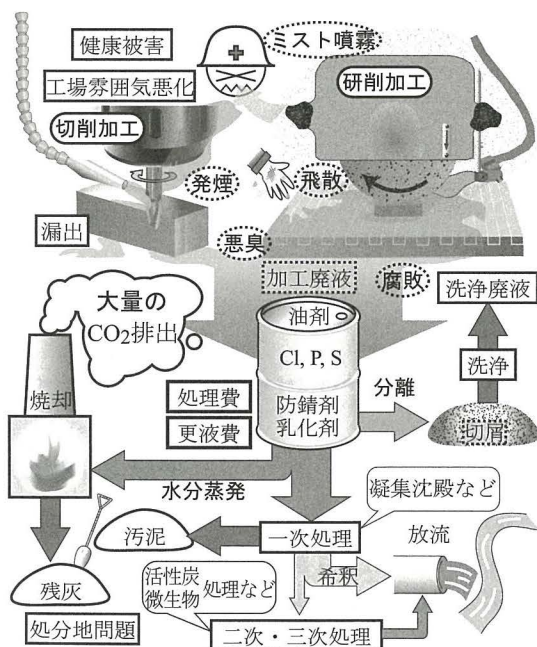 健康被害
ミスト噴霧
工場雰囲気悪化
研削加工
切削加工
発煙
飛散
漏出
悪臭
加工廃液
腐敗
洗浄廃液
大量の
CO2排出
油剤
Cl, P, S
洗浄
焼却
処理費
防錆剤
分離
更液費
乳化剤
切屑
水分蒸発
凝集沈殿など
汚泥
一次処理
放流
希釈
残灰
活性炭
微生物
処理など
処分地問題
二次・三次処理